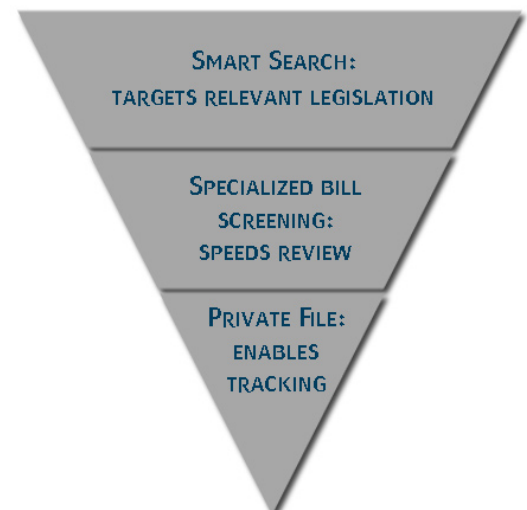 Smart Search:
targets relevant legislation
Specialized bill
screening:
speeds review
Private File:
enables
tracking